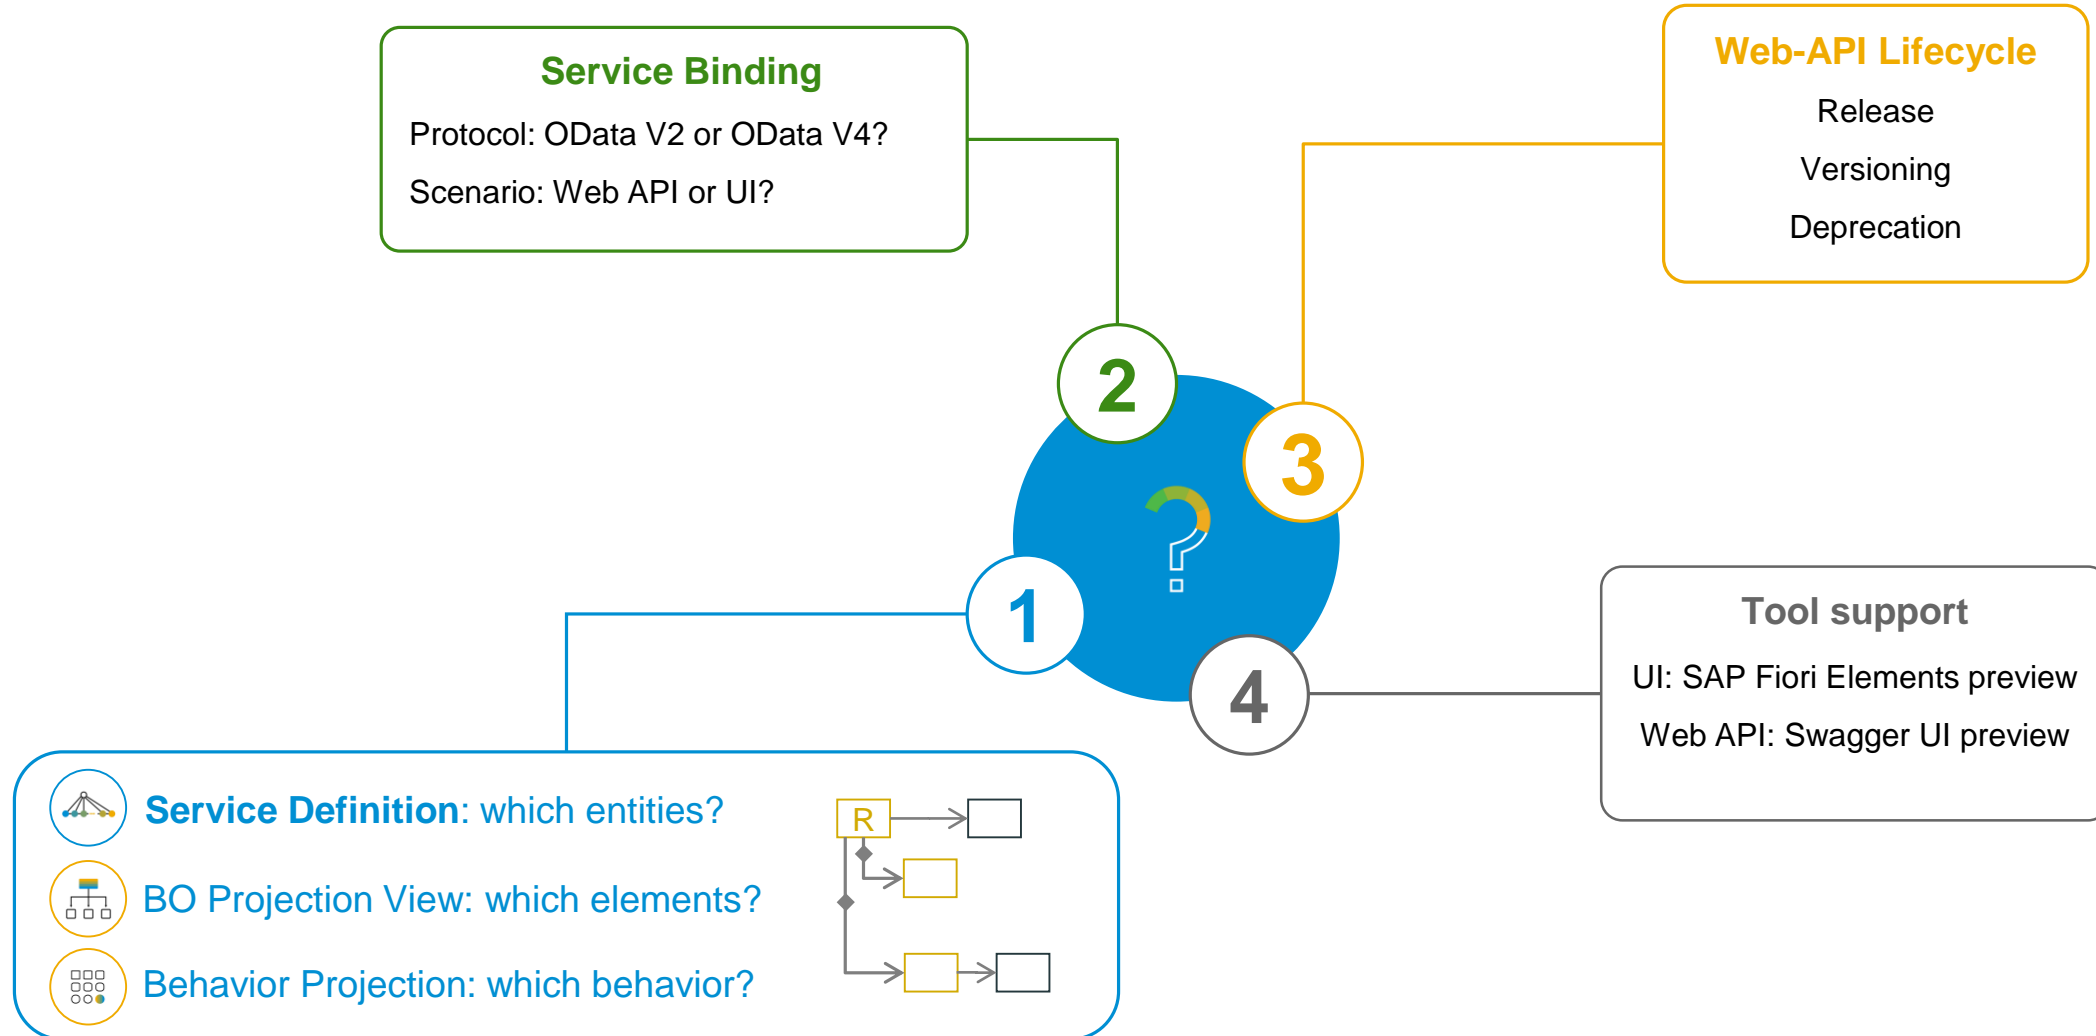 Service Binding
Protocol: OData V2 or OData V4?
Scenario: Web API or UI?
Web-API Lifecycle
Release
Versioning
Deprecation
2
3
?
1
4
Tool support
UI: SAP Fiori Elements preview
Web API: Swagger UI preview
Service Definition: which entities?
R
BO Projection View: which elements?
Behavior Projection: which behavior?